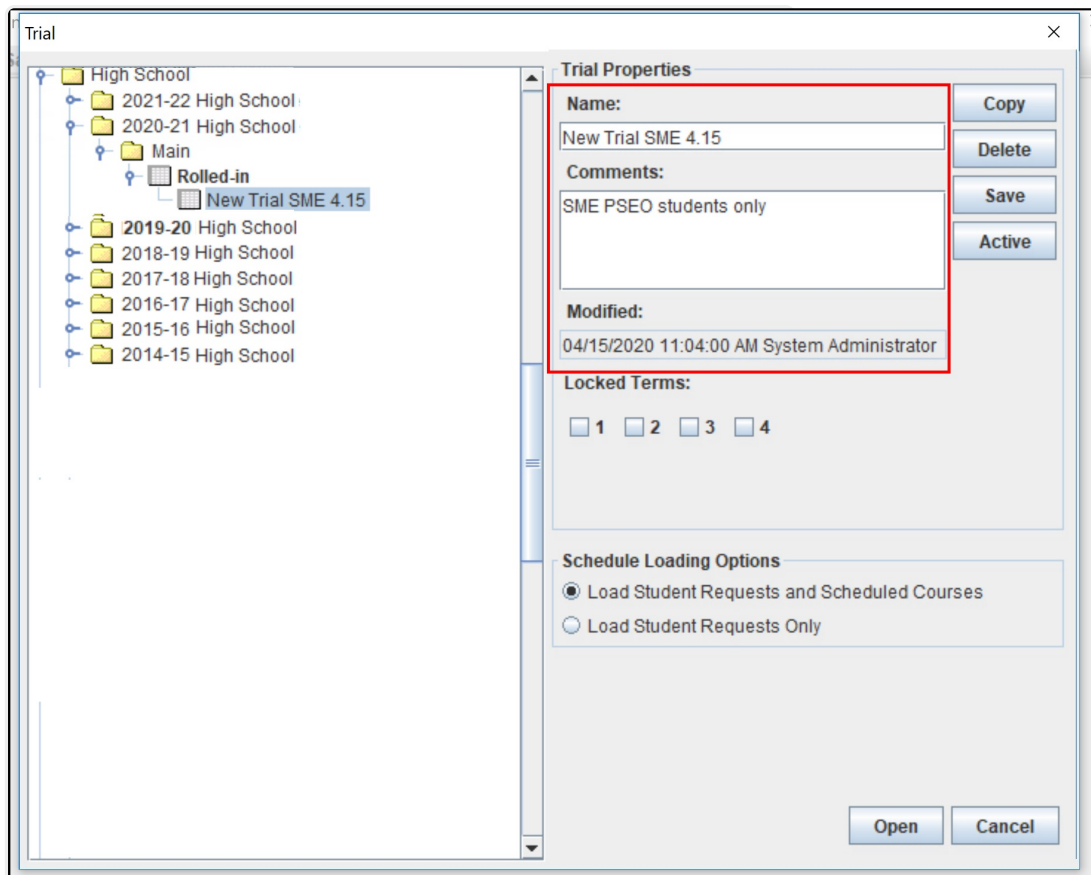 Trial
High School
2021-22 High School
2020-21 High School
Main
Rolled-in
New Trial SME 4.15
2019-20 High School
2018-19 High School
2017-18 High School
2016-17 High School
2015-16 High School
2014-15 High School
Trial Properties
Name:
New Trial SME 4.15
Comments:
SME PSEO students only
Modified:
04/15/2020 11:04:00 AM System Administrator
Locked Terms:
1 2 3 4
Copy
Delete
Save
Active
Schedule Loading Options
Load Student Requests and Scheduled Courses
Load Student Requests Only
Open Cancel